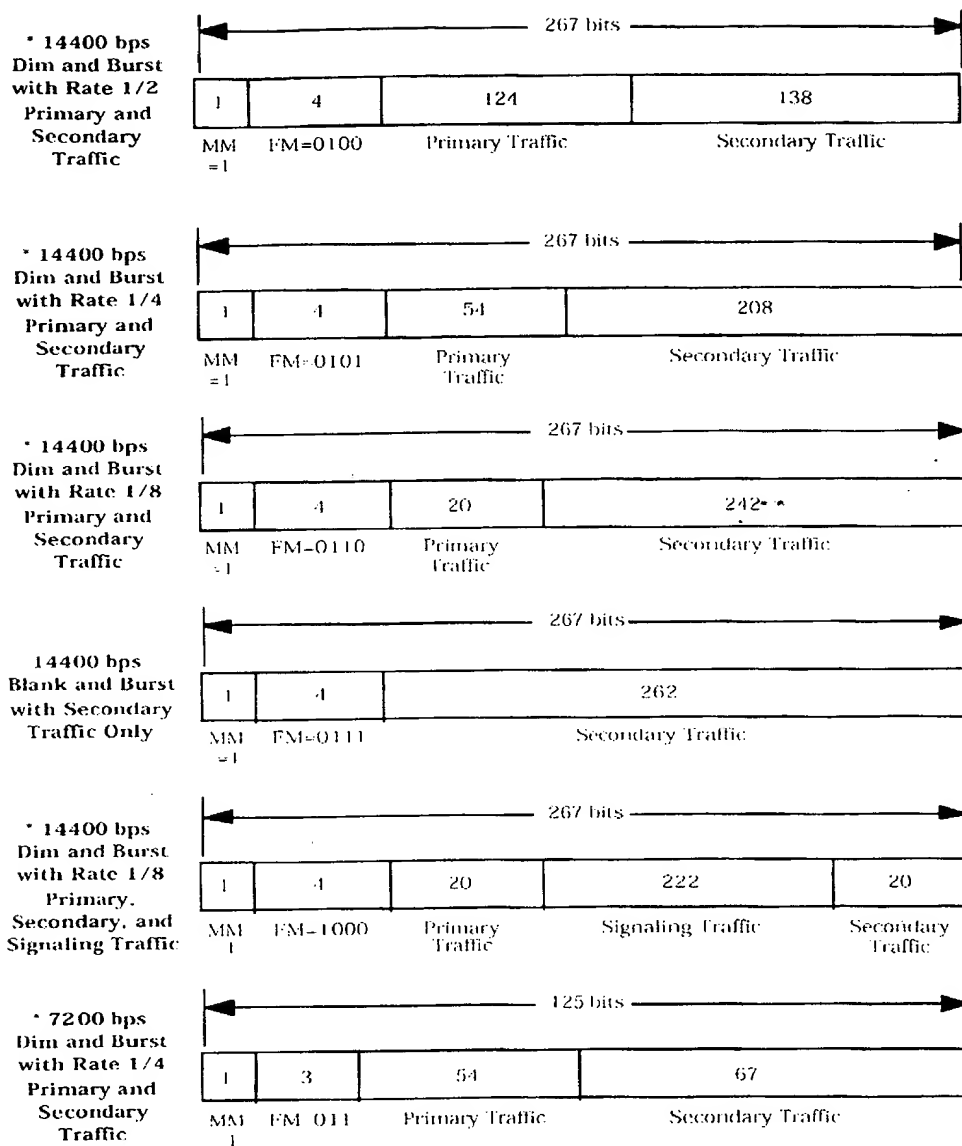 * 14400 bps
Dim and Burst
with Rate 1/2
Primary and
Secondary
Traffic
267 bits
1 4 124 138
MM =1 FM=0100 Primary Traffic Secondary Traffic
* 14400 bps
Dim and Burst
with Rate 1/4
Primary and
Secondary
Traffic
267 bits
1 4 54 208
MM =1 FM=0101 Primary Traffic Secondary Traffic
* 14400 bps
Dim and Burst
with Rate 1/8
Primary and
Secondary
Traffic
267 bits
1 4 20 242
MM =1 FM=0110 Primary Traffic Secondary Traffic
14400 bps
Blank and Burst
with Secondary
Traffic Only
267 bits
1 4 262
MM =1 FM=0111 Secondary Traffic
* 14400 bps
Dim and Burst
with Rate 1/8
Primary,
Secondary, and
Signaling Traffic
267 bits
1 4 20 222 20
MM 1 FM=1000 Primary Traffic Signaling Traffic Secondary Traffic
* 7200 bps
Dim and Burst
with Rate 1/4
Primary and
Secondary
Traffic
125 bits
1 3 54 67
MM 1 FM 011 Primary Traffic Secondary Traffic